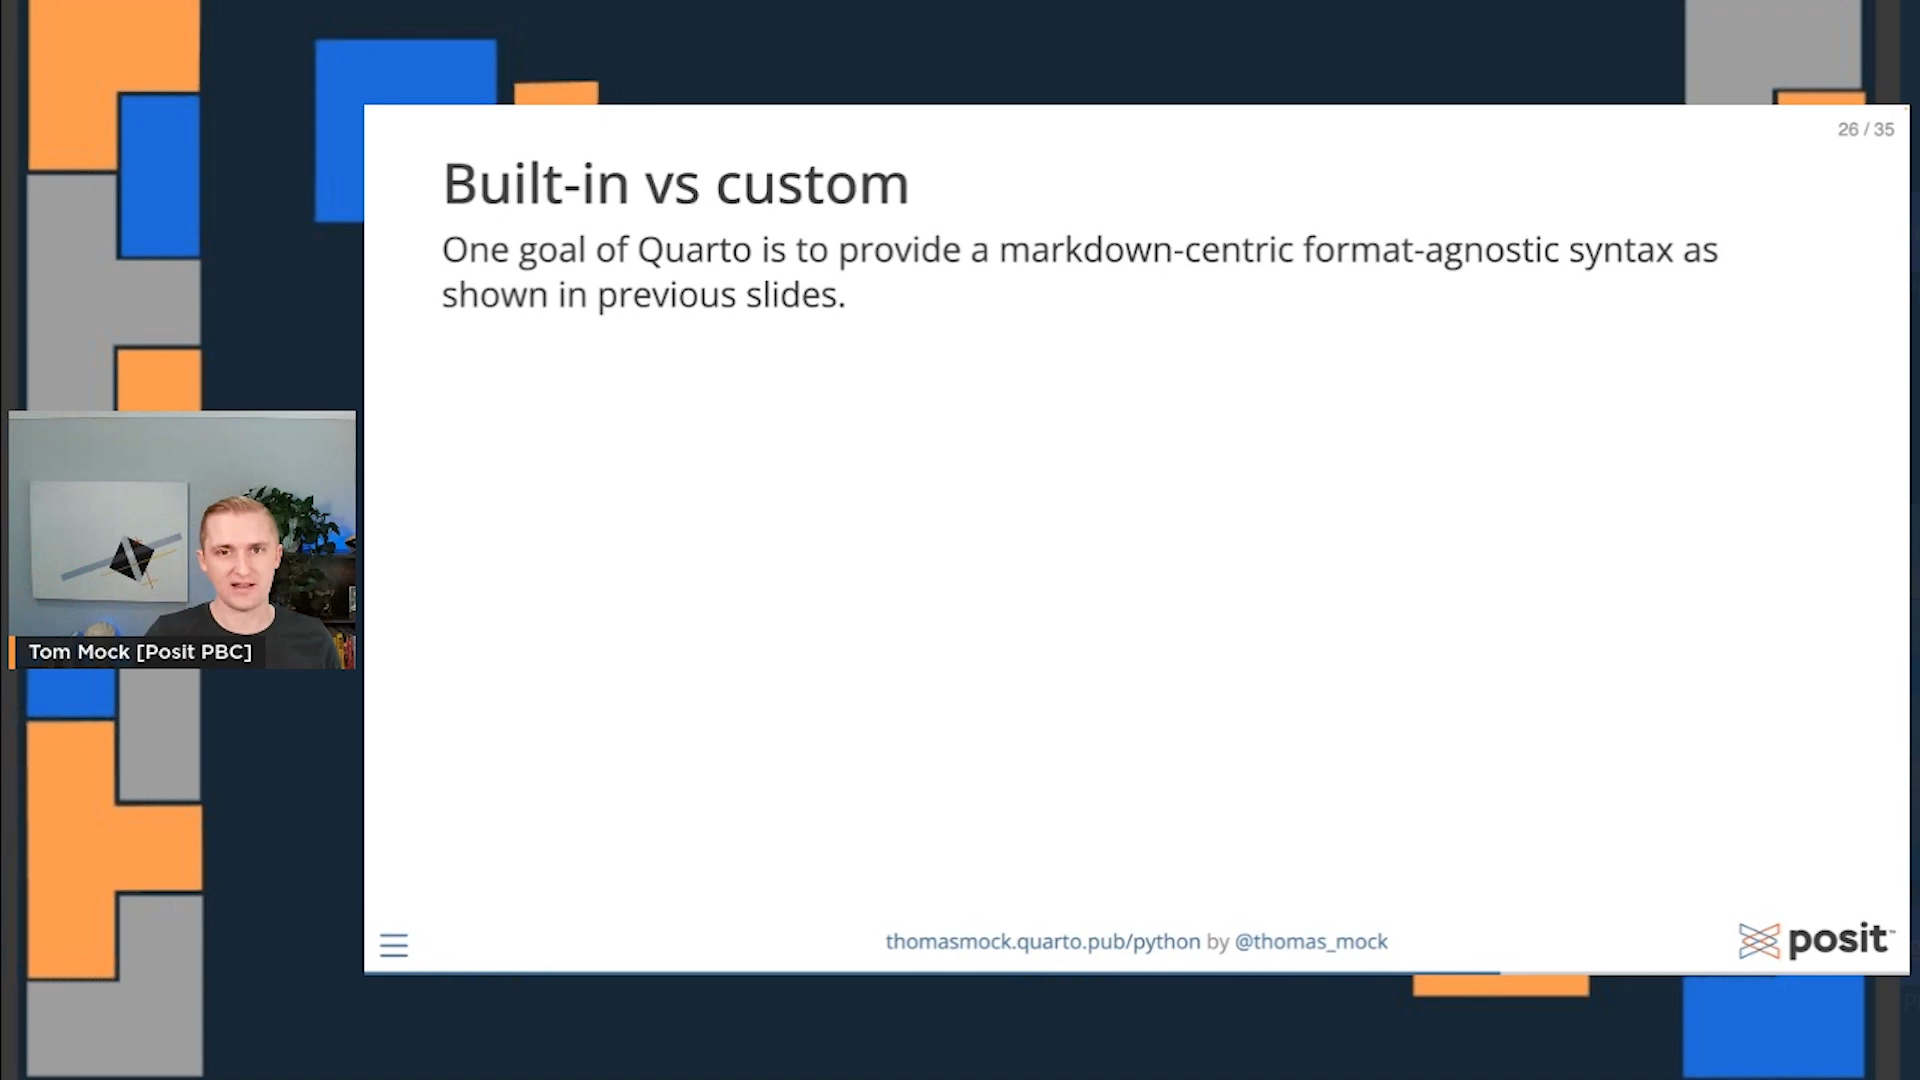 26 / 35
Built-in vs custom
One goal of Quarto is to provide a markdown-centric format-agnostic syntax as
shown in previous slides.
Tom Mock [Posit PBC]
thomasmock.quarto.pub/python by @thomas_mock
posit™